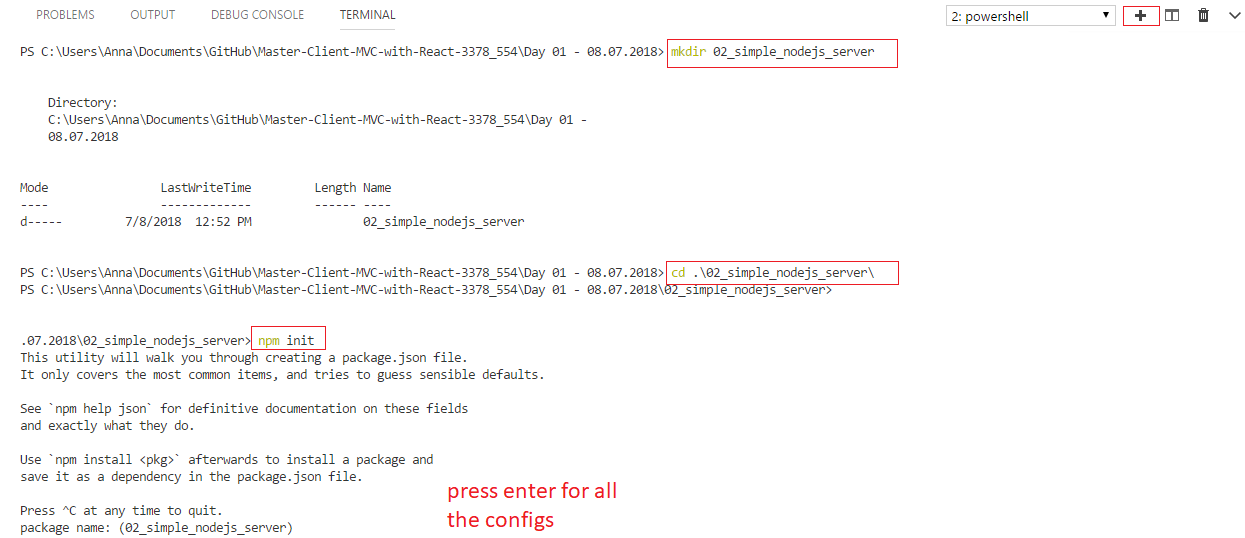 PROBLEMS OUTPUT DEBUG CONSOLE TERMINAL 2: powershell
PS C:\Users\Anna\Documents\GitHub\Master-Client-MVC-with-React-3378_554\Day 01 - 08.07.2018> mkdir 02_simple_nodejs_server
Directory:
C:\Users\Anna\Documents\GitHub\Master-Client-MVC-with-React-3378_554\Day 01 -
08.07.2018
Mode LastWriteTime Length Name
---- ------------- ------ ----
d----- 7/8/2018 12:52 PM 02_simple_nodejs_server
PS C:\Users\Anna\Documents\GitHub\Master-Client-MVC-with-React-3378_554\Day 01 - 08.07.2018> cd .\02_simple_nodejs_server\
PS C:\Users\Anna\Documents\GitHub\Master-Client-MVC-with-React-3378_554\Day 01 - 08.07.2018\02_simple_nodejs_server>
.07.2018\02_simple_nodejs_server> npm init
This utility will walk you through creating a package.json file.
It only covers the most common items, and tries to guess sensible defaults.
See `npm help json` for definitive documentation on these fields
and exactly what they do.
Use `npm install <pkg>` afterwards to install a package and
save it as a dependency in the package.json file.
Press ^C at any time to quit.
package name: (02_simple_nodejs_server)
press enter for all
the configs